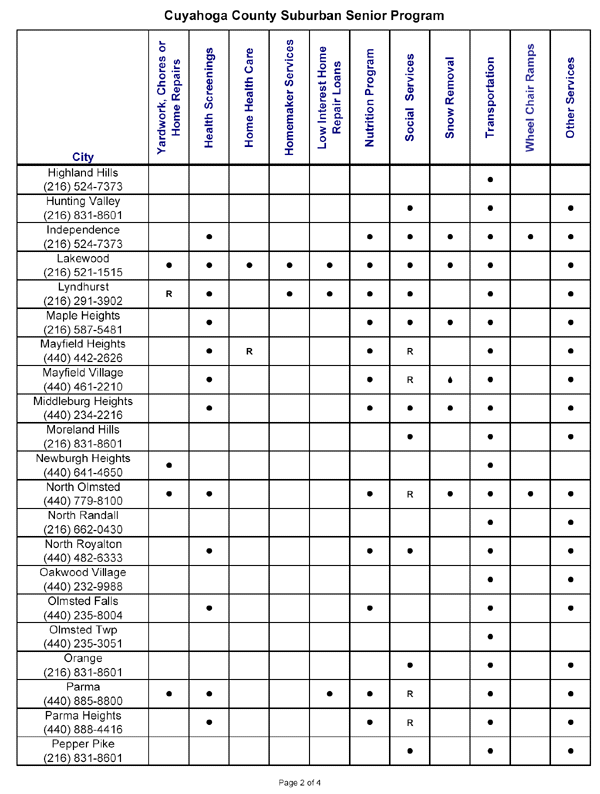 Cuyahoga County Suburban Senior Program
City
Yardwork, Chores or
Home Repairs
Health Screenings
Home Health Care
Homemaker Services
Low Interest Home
Repair Loans
Nutrition Program
Social Services
Snow Removal
Transportation
Wheel Chair Ramps
Other Services
Highland Hills
(216) 524-7373
●
Hunting Valley
(216) 831-8601
● ● ●
Independence
(216) 524-7373
● ● ● ● ● ● ●
Lakewood
(216) 521-1515
● ● ● ● ● ● ● ● ● ●
Lyndhurst
(216) 291-3902
R ● ● ● ● ● ● ●
Maple Heights
(216) 587-5481
● ● ● ● ● ●
Mayfield Heights
(440) 442-2626
● R ● R ● ●
Mayfield Village
(440) 461-2210
● ● R ● ● ●
Middleburg Heights
(440) 234-2216
● ● ● ● ● ●
Moreland Hills
(216) 831-8601
● ● ●
Newburgh Heights
(440) 641-4650
● ●
North Olmsted
(440) 779-8100
● ● ● R ● ● ● ●
North Randall
(216) 662-0430
● ●
North Royalton
(440) 482-6333
● ● ● ● ●
Oakwood Village
(440) 232-9988
● ●
Olmsted Falls
(440) 235-8004
● ● ● ●
Olmsted Twp
(440) 235-3051
●
Orange
(216) 831-8601
● ● ●
Parma
(440) 885-8800
● ● ● ● R ● ●
Parma Heights
(440) 888-4416
● ● R ● ●
Pepper Pike
(216) 831-8601
● ● ●
Page 2 of 4